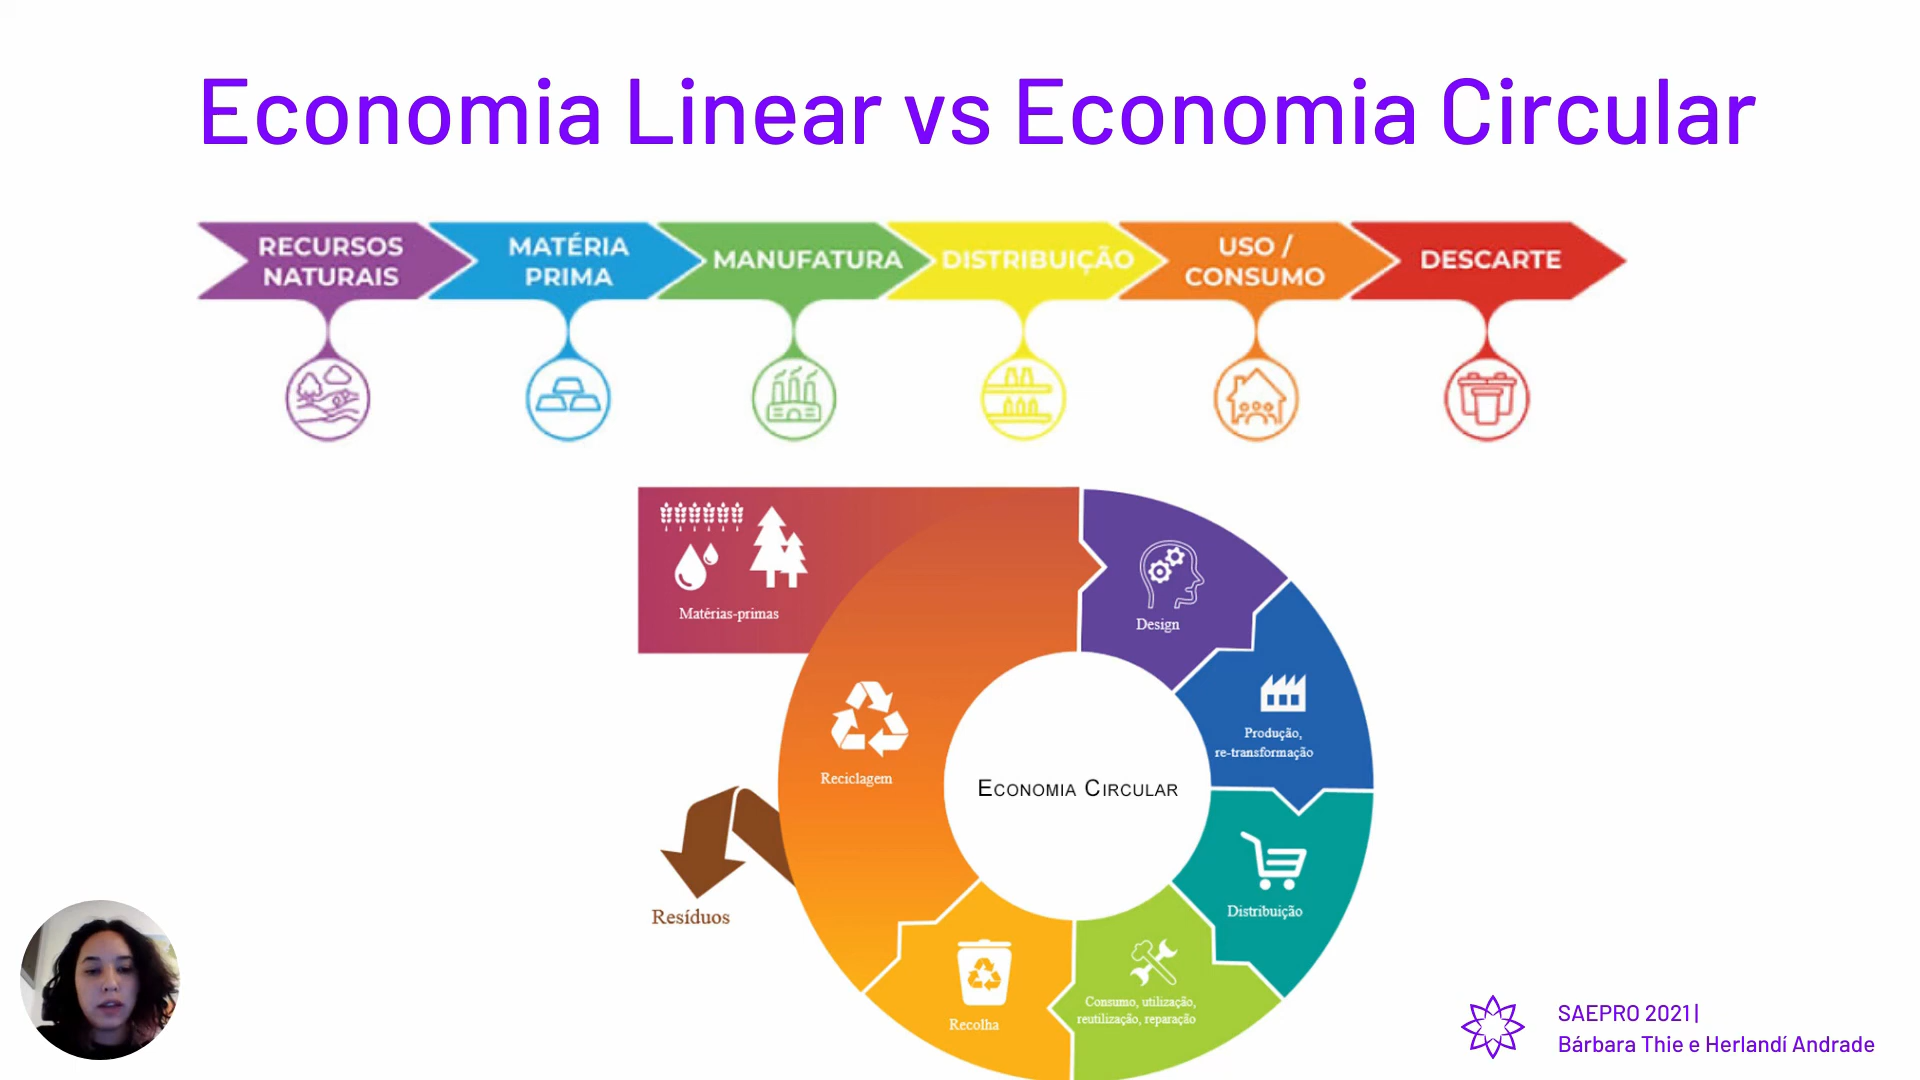 Economia Linear vs Economia Circular
RECURSOS
NATURAIS
MATÉRIA
PRIMA
MANUFATURA
DISTRIBUIÇÃO
USO /
CONSUMO
DESCARTE
Matérias-primas
Design
Produção,
re-transformação
Reciclagem
Economia Circular
Distribuição
Resíduos
Consumo, utilização,
reutilização, reparação
Recolha
SAEPRO 2021|
Bárbara Thie e Herlandí Andrade